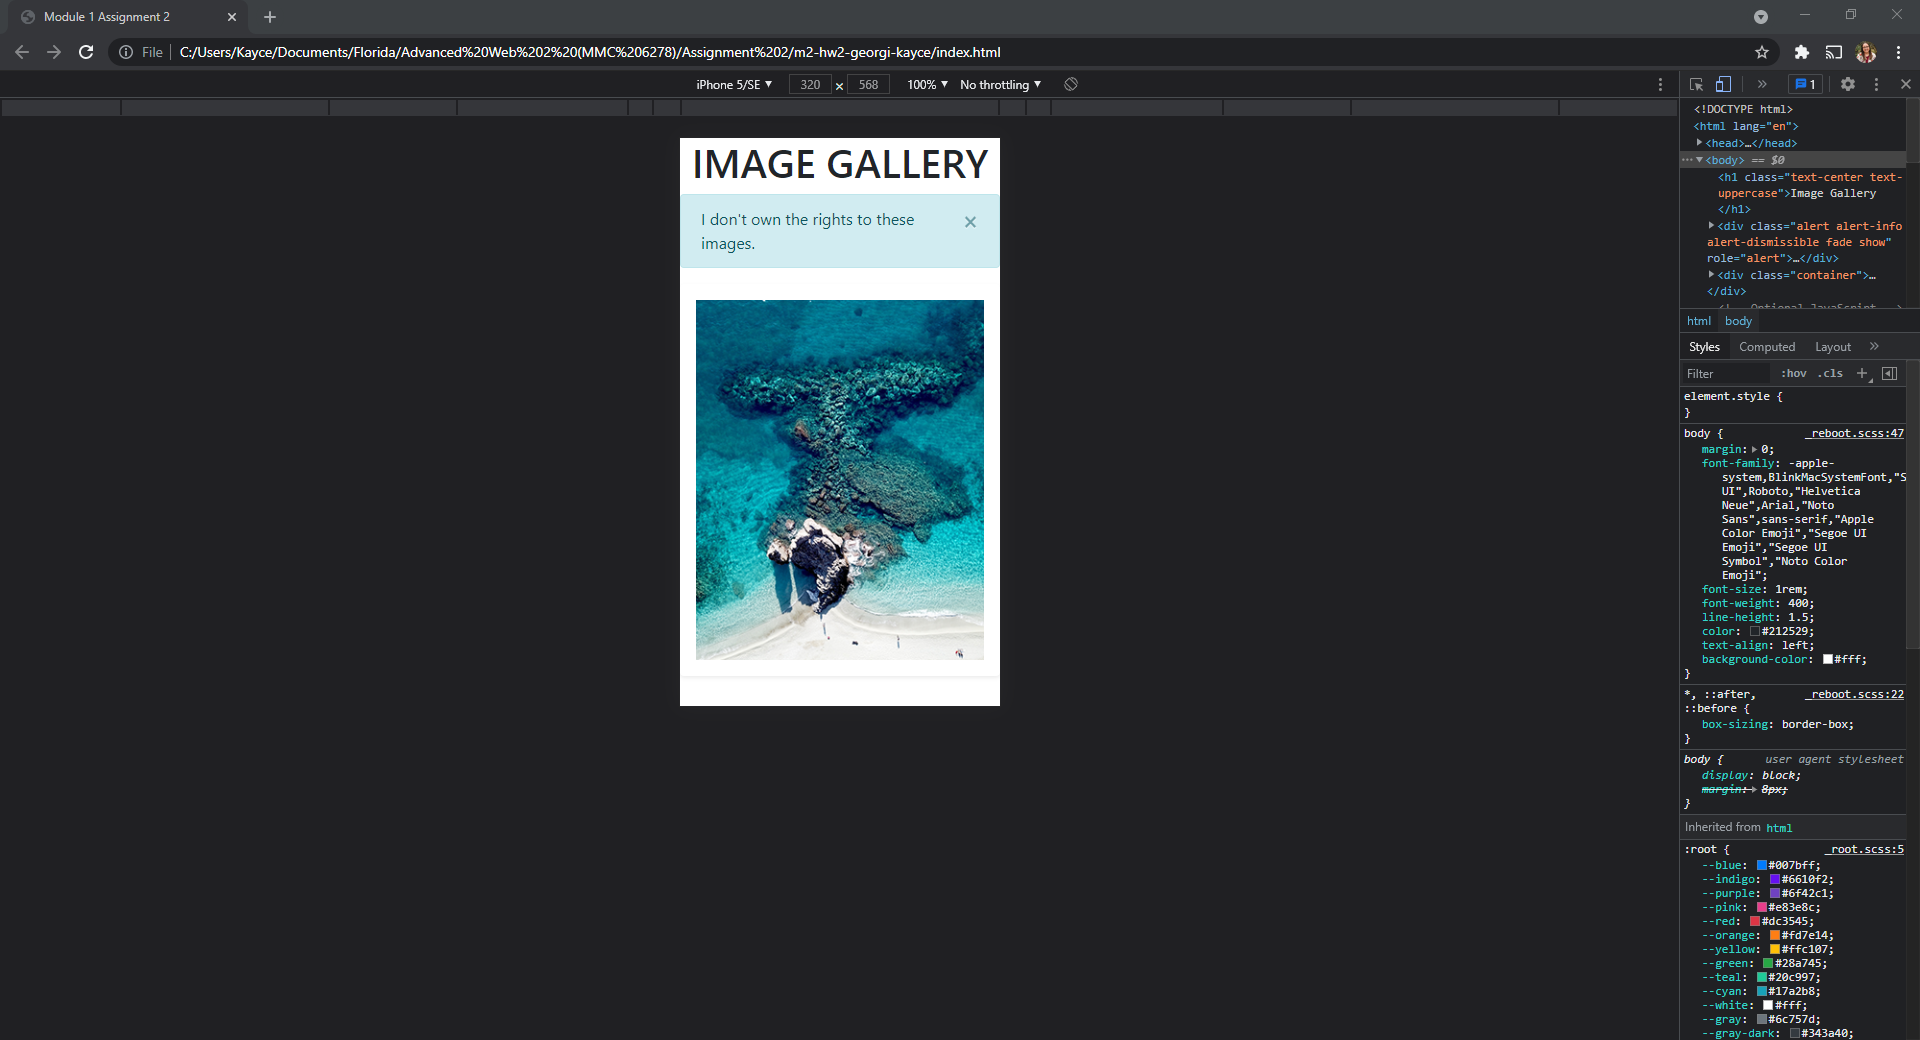 Module 1 Assignment 2
File
C:/Users/Kayce/Documents/Florida/Advanced%20Web%202%20(MMC%206278)/Assignment%202/m2-hw2-georgi-kayce/index.html
iPhone 5/SE ▼ 320 × 568 100% ▼ No throttling ▼
1
IMAGE GALLERY
I don't own the rights to these
images.
×
<!DOCTYPE html>
<html lang="en">
<head>…</head>
<body> == $0
<h1 class="text-center text-
uppercase">Image Gallery
</h1>
<div class="alert alert-info
alert-dismissible fade show"
role="alert">…</div>
<div class="container">…
</div>
<!-- Optional JavaScript -->
html body
Styles Computed Layout »
Filter :hov .cls +
element.style {
}
body { _reboot.scss:47
margin: 0;
font-family: -apple-
system,BlinkMacSystemFont,"S
UI",Roboto,"Helvetica
Neue",Arial,"Noto
Sans",sans-serif,"Apple
Color Emoji","Segoe UI
Emoji","Segoe UI
Symbol","Noto Color
Emoji";
font-size: 1rem;
font-weight: 400;
line-height: 1.5;
color: #212529;
text-align: left;
background-color: #fff;
}
*, ::after, _reboot.scss:22
::before {
box-sizing: border-box;
}
body { user agent stylesheet
display: block;
margin: 8px;
}
Inherited from html
:root { _root.scss:5
--blue: #007bff;
--indigo: #6610f2;
--purple: #6f42c1;
--pink: #e83e8c;
--red: #dc3545;
--orange: #fd7e14;
--yellow: #ffc107;
--green: #28a745;
--teal: #20c997;
--cyan: #17a2b8;
--white: #fff;
--gray: #6c757d;
--gray-dark: #343a40;